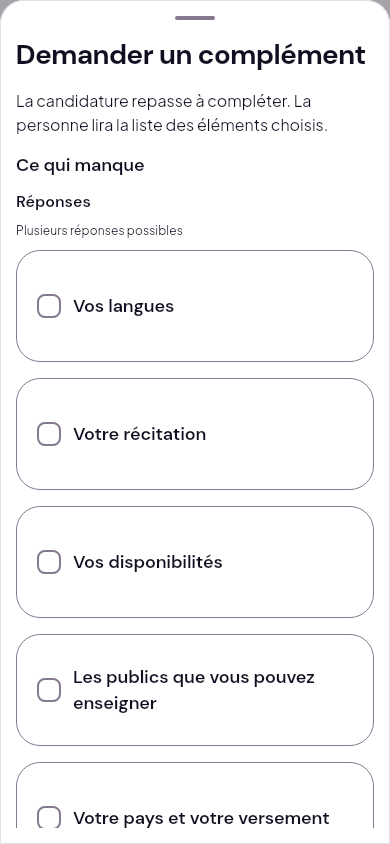 Demander un complément
La candidature repasse à compléter. La
personne lira la liste des éléments choisis.
Ce qui manque
Réponses
Plusieurs réponses possibles
Vos langues
Votre récitation
Vos disponibilités
Les publics que vous pouvez
enseigner
Votre pays et votre versement